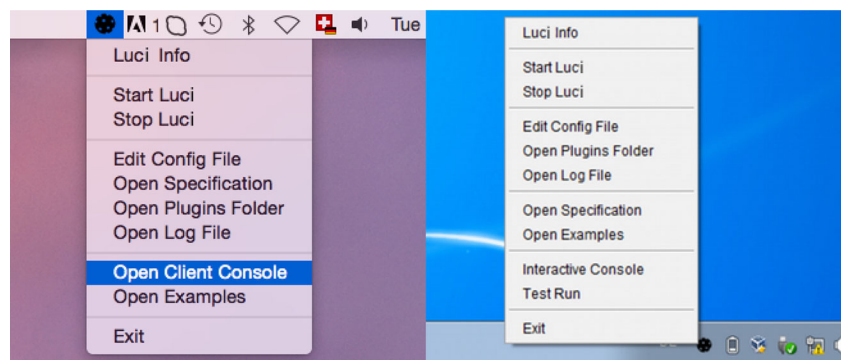 1 Tue
Luci Info
Start Luci
Stop Luci
Edit Config File
Open Specification
Open Plugins Folder
Open Log File
Open Client Console
Open Examples
Exit
Luci Info
Start Luci
Stop Luci
Edit Config File
Open Plugins Folder
Open Log File
Open Specification
Open Examples
Interactive Console
Test Run
Exit